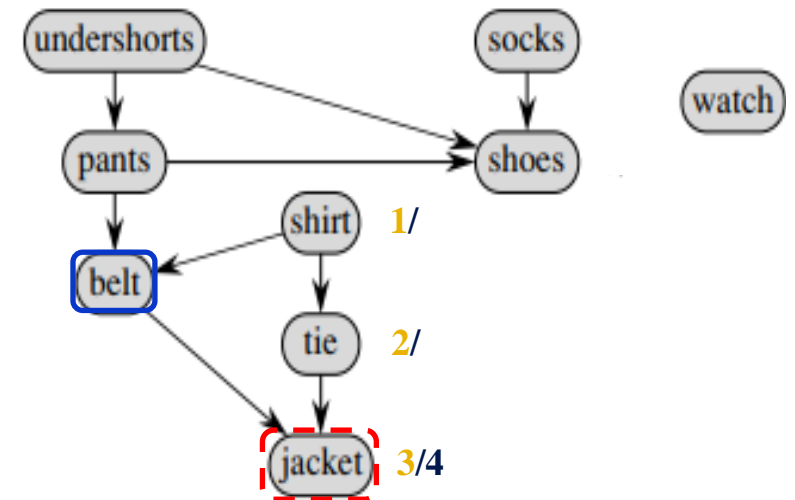 undershorts
socks
watch
pants
shoes
shirt 1/
belt
tie 2/
jacket 3/4